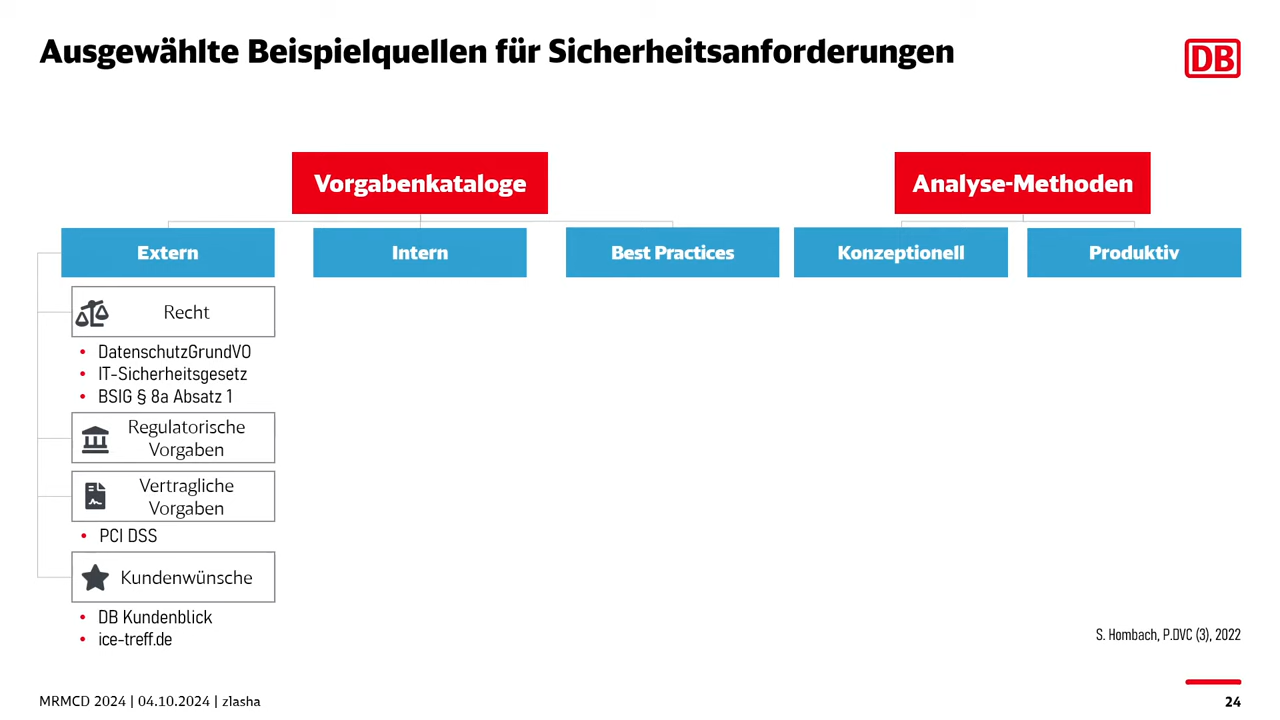 Ausgewählte Beispielquellen für Sicherheitsanforderungen
DB
Vorgabenkataloge
Analyse-Methoden
Extern
Intern
Best Practices
Konzeptionell
Produktiv
Recht
• DatenschutzGrundVO
• IT-Sicherheitsgesetz
• BSIG § 8a Absatz 1
Regulatorische
Vorgaben
Vertragliche
Vorgaben
• PCI DSS
Kundenwünsche
• DB Kundenblick
• ice-treff.de
S. Hombach, P.DVC (3), 2022
MRMCD 2024 | 04.10.2024 | zlasha
24